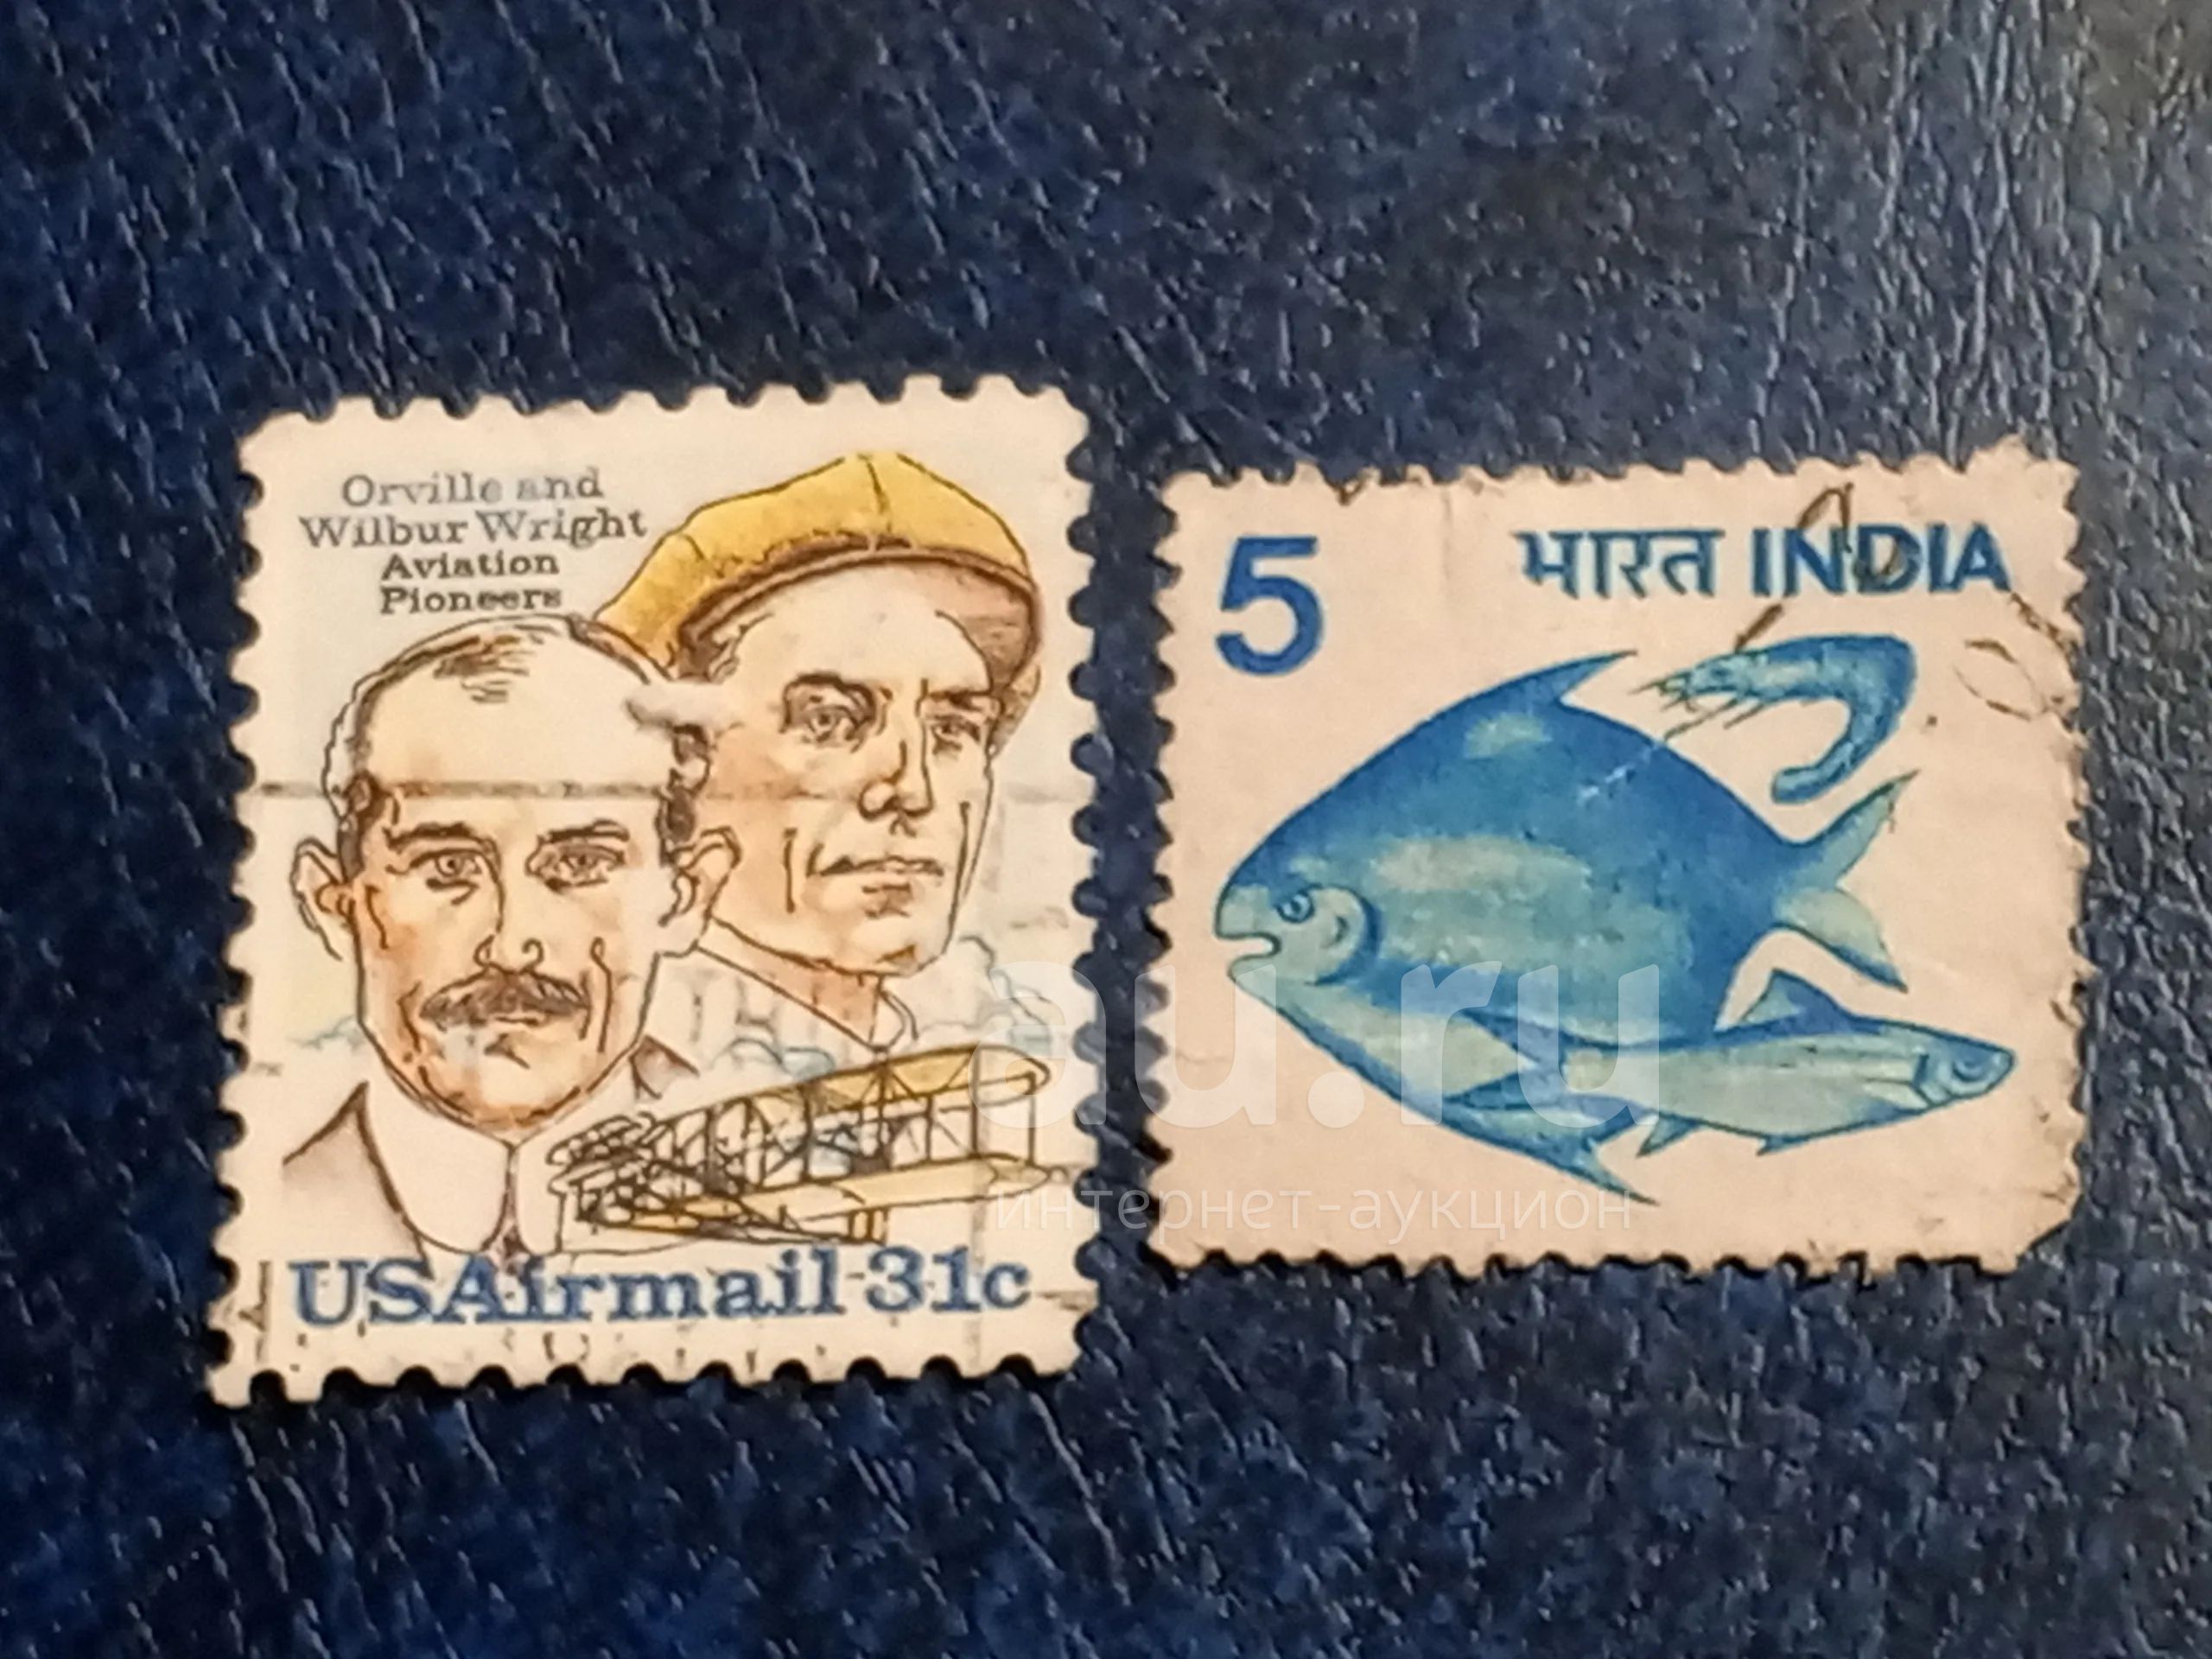 Orville and
Wilbur Wright
Aviation
Pioneers
USAirmail 31c
5 भारत INDIA
au.ru
интернет-аукцион